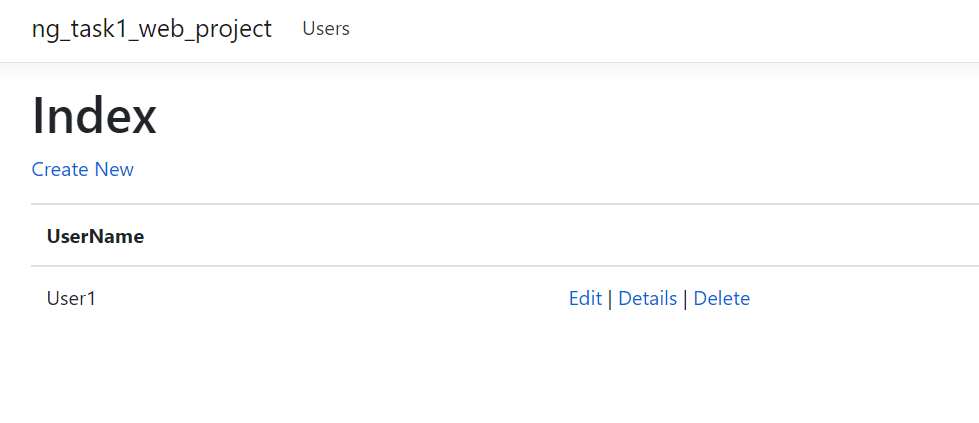 ng_task1_web_project Users
Index
Create New
UserName
User1 Edit | Details | Delete